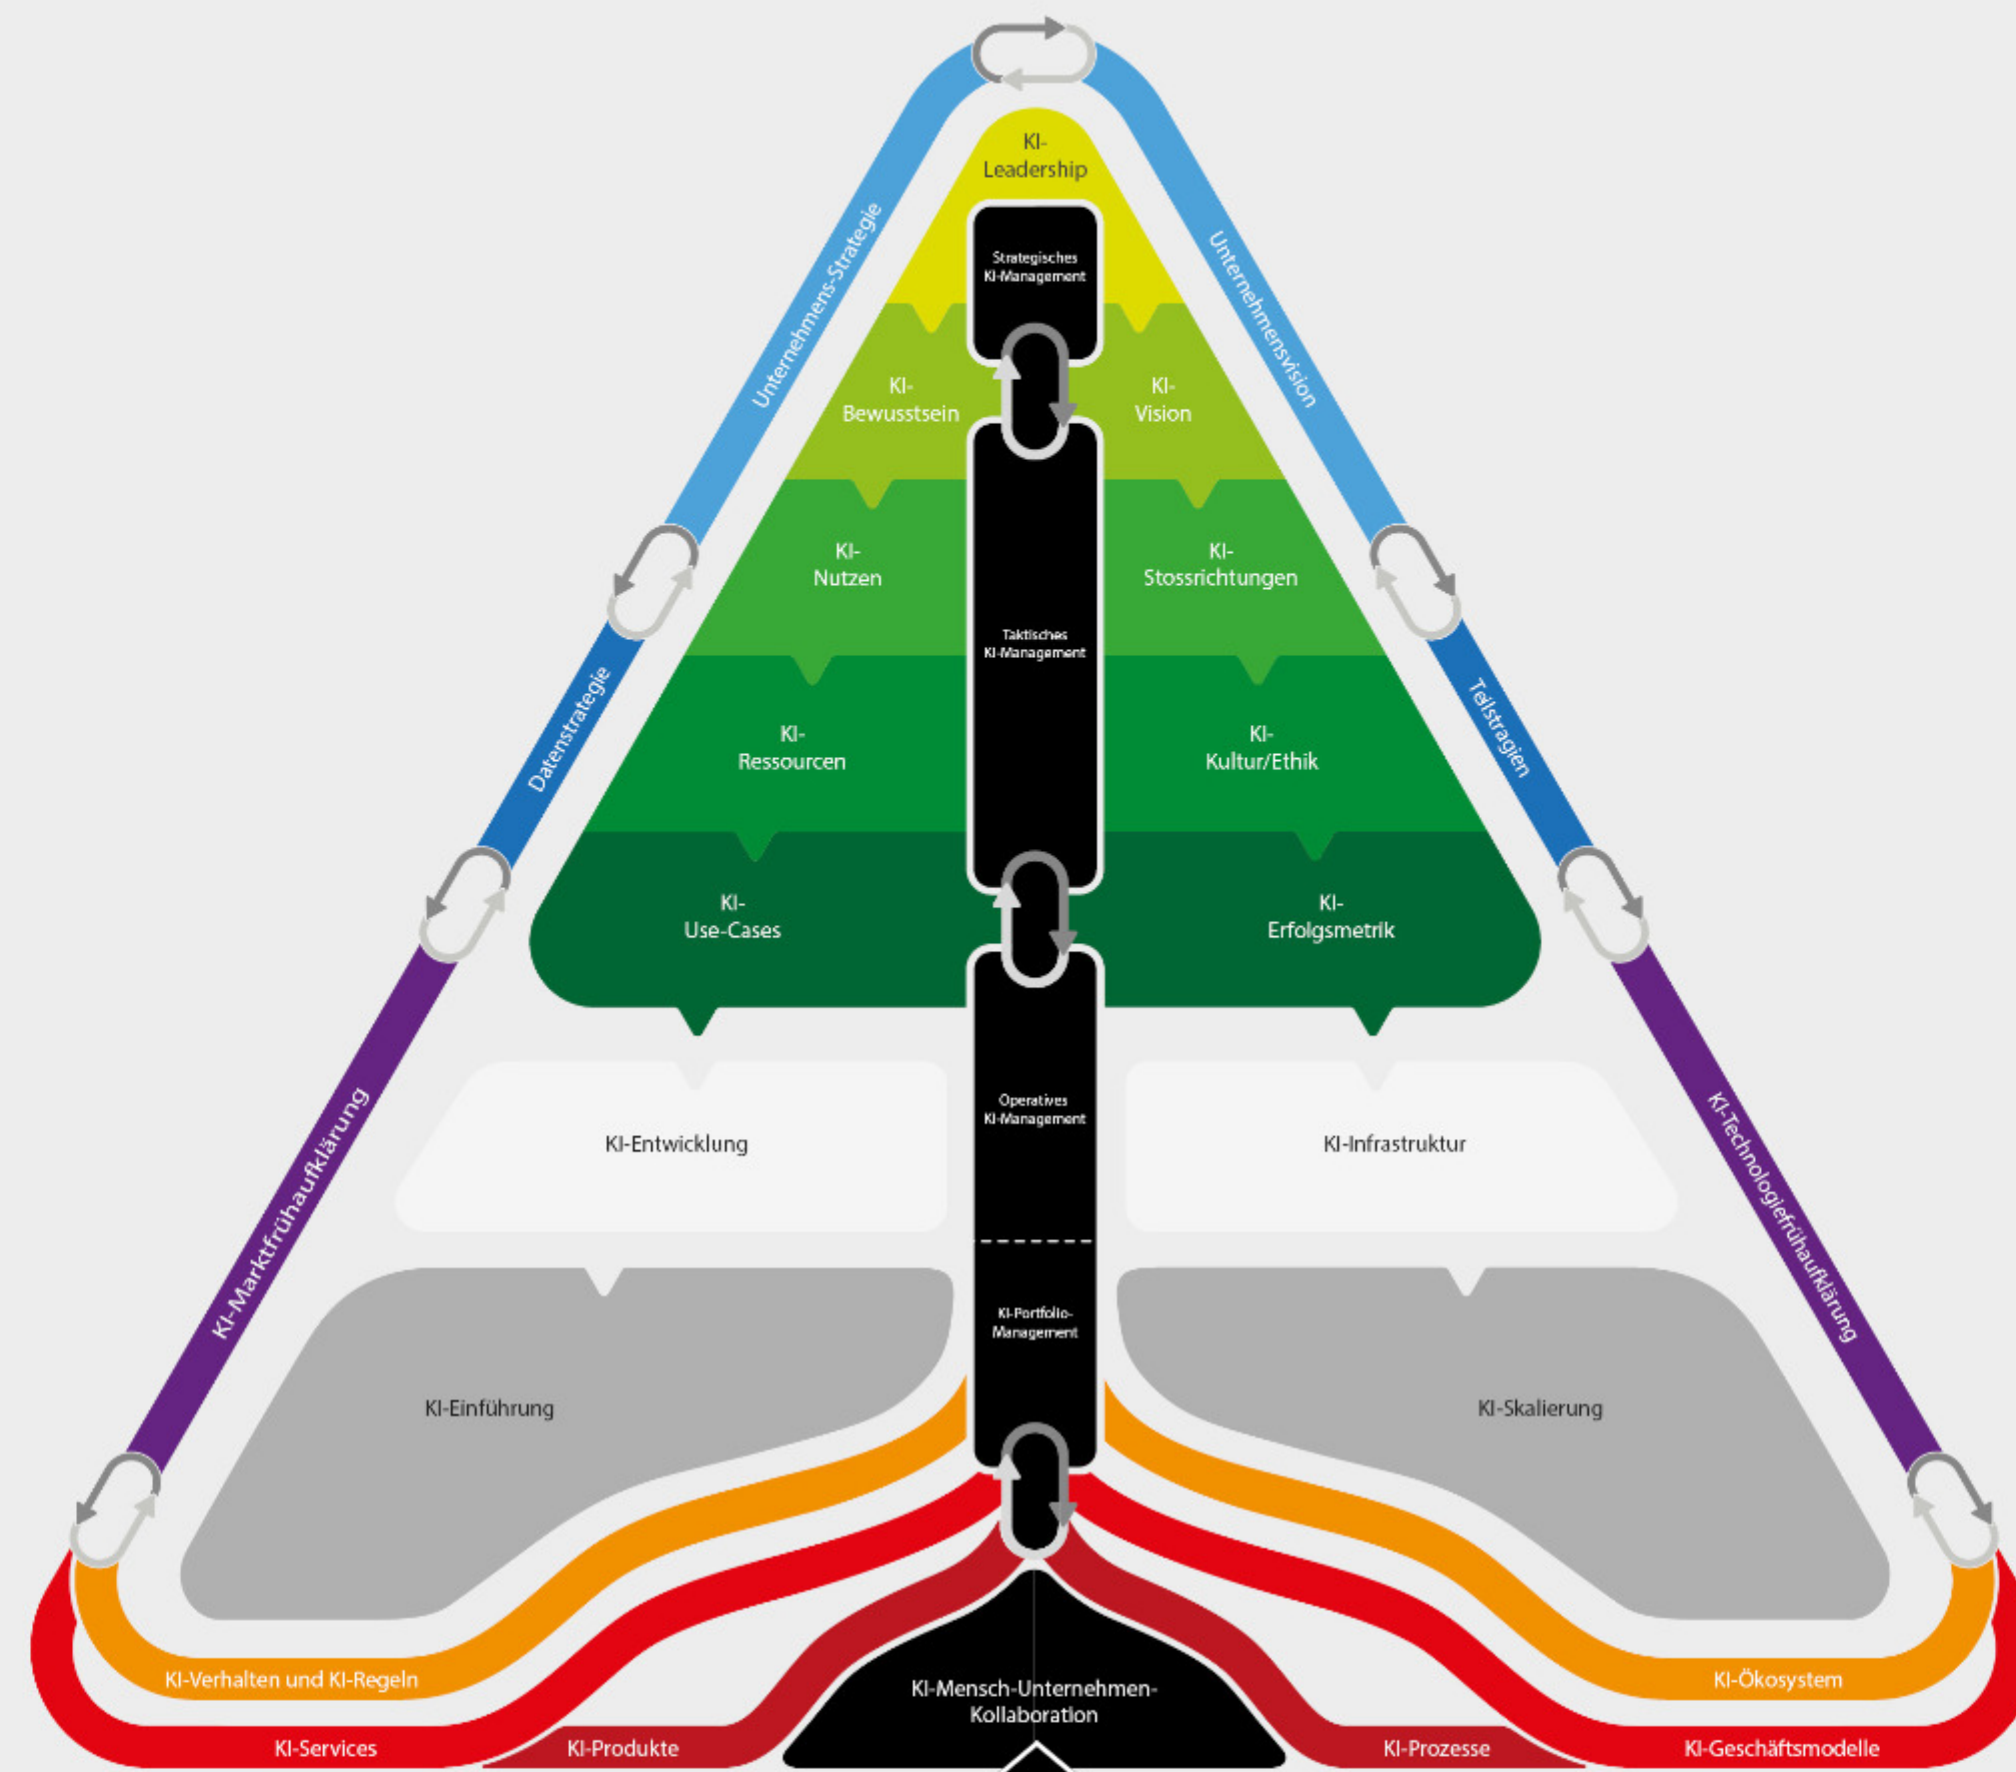 KI-
Leadership
Strategisches
KI-Management
Unternehmens-Strategie
Unternehmensvision
KI-
Bewusstsein
KI-
Vision
KI-
Nutzen
KI-
Stossrichtungen
Taktisches
KI-Management
Datenstrategie
Teilstragien
KI-
Ressourcen
KI-
Kultur/Ethik
KI-
Use-Cases
KI-
Erfolgsmetrik
Operatives
KI-Management
KI-Entwicklung
KI-Infrastruktur
KI-Marktfrühaufklärung
KI-Technologiefrühaufklärung
KI-Portfolio-
Management
KI-Einführung
KI-Skalierung
KI-Verhalten und KI-Regeln
KI-Ökosystem
KI-Mensch-Unternehmen-
Kollaboration
KI-Services
KI-Produkte
KI-Prozesse
KI-Geschäftsmodelle